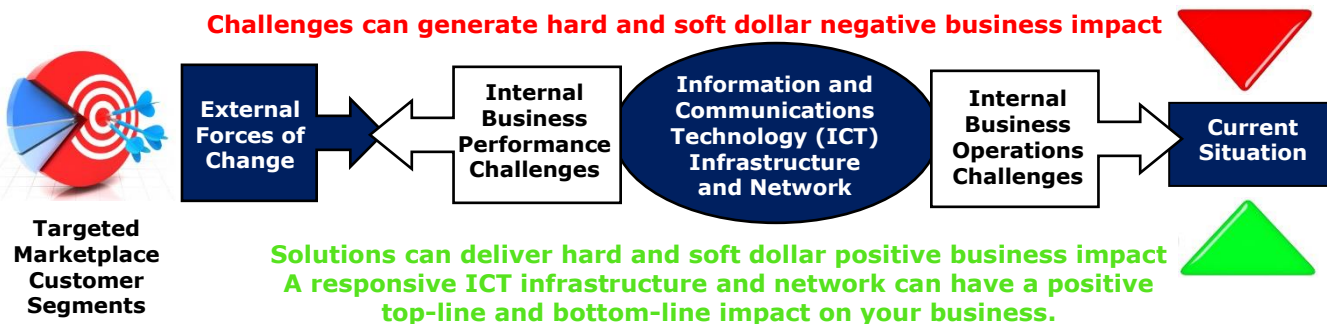 Challenges can generate hard and soft dollar negative business impact
External
Forces of
Change
Internal
Business
Performance
Challenges
Information and
Communications
Technology (ICT)
Infrastructure
and Network
Internal
Business
Operations
Challenges
Current
Situation
Targeted
Marketplace
Customer
Segments
Solutions can deliver hard and soft dollar positive business impact
A responsive ICT infrastructure and network can have a positive
top-line and bottom-line impact on your business.